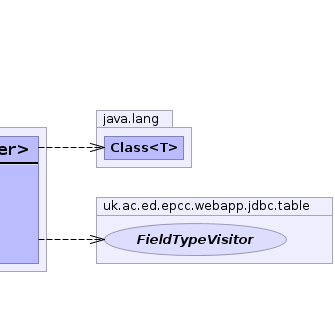 java.lang
er>
Class<T>
uk.ac.ed.epcc.webapp.jdbc.table
FieldTypeVisitor